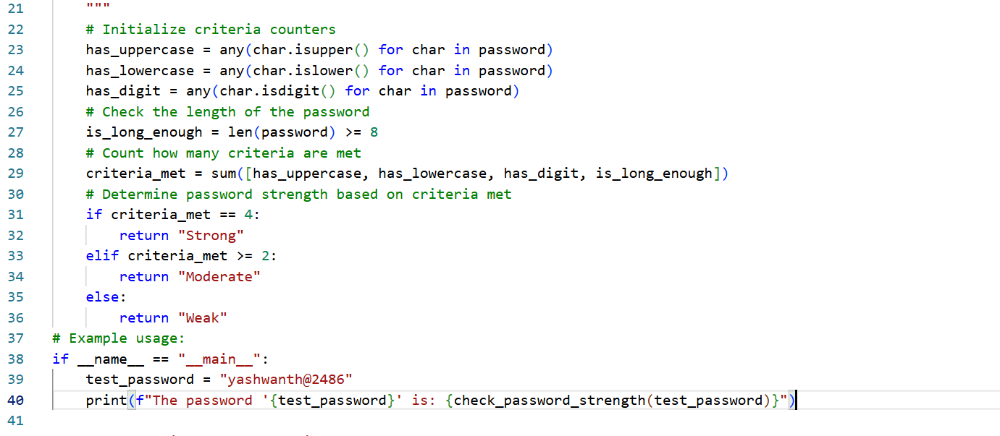 21 """
22 # Initialize criteria counters
23 has_uppercase = any(char.isupper() for char in password)
24 has_lowercase = any(char.islower() for char in password)
25 has_digit = any(char.isdigit() for char in password)
26 # Check the length of the password
27 is_long_enough = len(password) >= 8
28 # Count how many criteria are met
29 criteria_met = sum([has_uppercase, has_lowercase, has_digit, is_long_enough])
30 # Determine password strength based on criteria met
31 if criteria_met == 4:
32 return "Strong"
33 elif criteria_met >= 2:
34 return "Moderate"
35 else:
36 return "Weak"
37 # Example usage:
38 if __name__ == "__main__":
39 test_password = "yashwanth@2486"
40 print(f"The password '{test_password}' is: {check_password_strength(test_password)}")
41